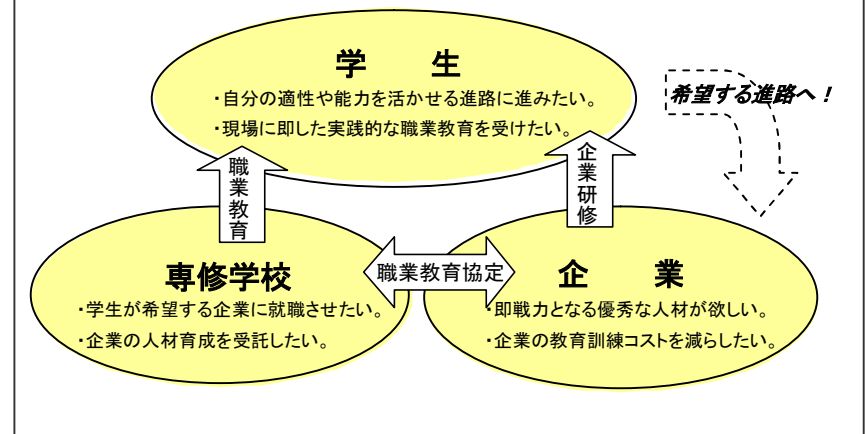 学　生
・自分の適性や能力を活かせる進路に進みたい。
・現場に即した実践的な職業教育を受けたい。
希望する進路へ！
職業教育
企業研修
専修学校
・学生が希望する企業に就職させたい。
・企業の人材育成を受託したい。
職業教育協定
企　業
・即戦力となる優秀な人材が欲しい。
・企業の教育訓練コストを減らしたい。